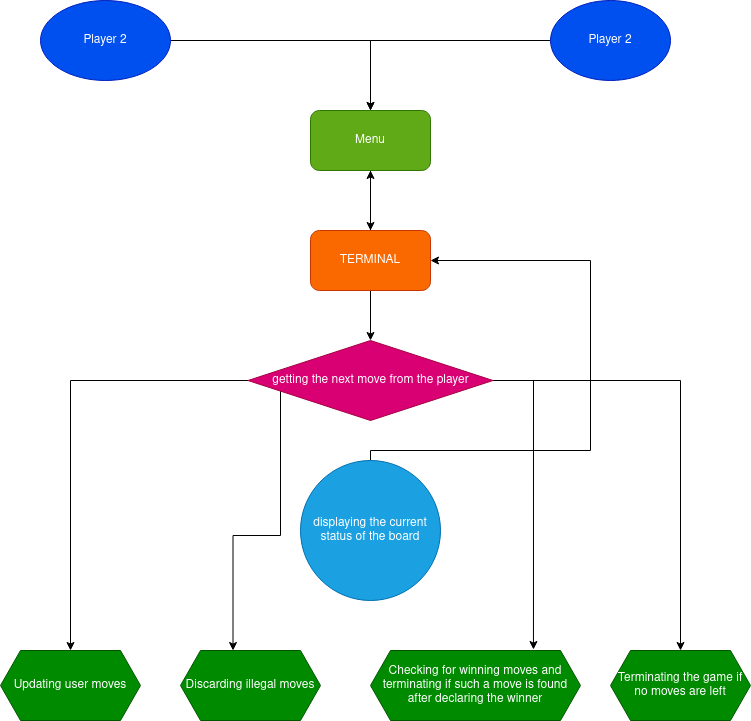 Player 2
Player 2
Menu
TERMINAL
getting the next move from the player
displaying the current
status of the board
Updating user moves
Discarding illegal moves
Checking for winning moves and
terminating if such a move is found
after declaring the winner
Terminating the game if
no moves are left